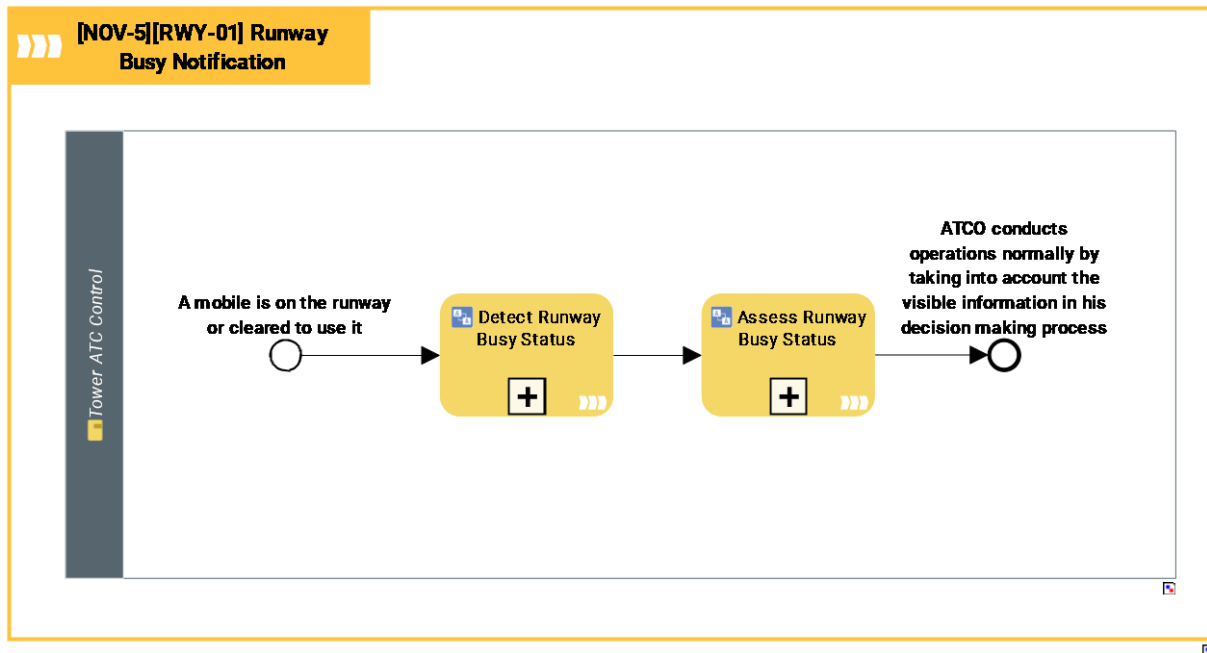 [NOV-5][RWY-01] Runway
Busy Notification
Tower ATC Control
A mobile is on the runway
or cleared to use it
Detect Runway
Busy Status
Assess Runway
Busy Status
ATCO conducts
operations normally by
taking into account the
visible information in his
decision making process